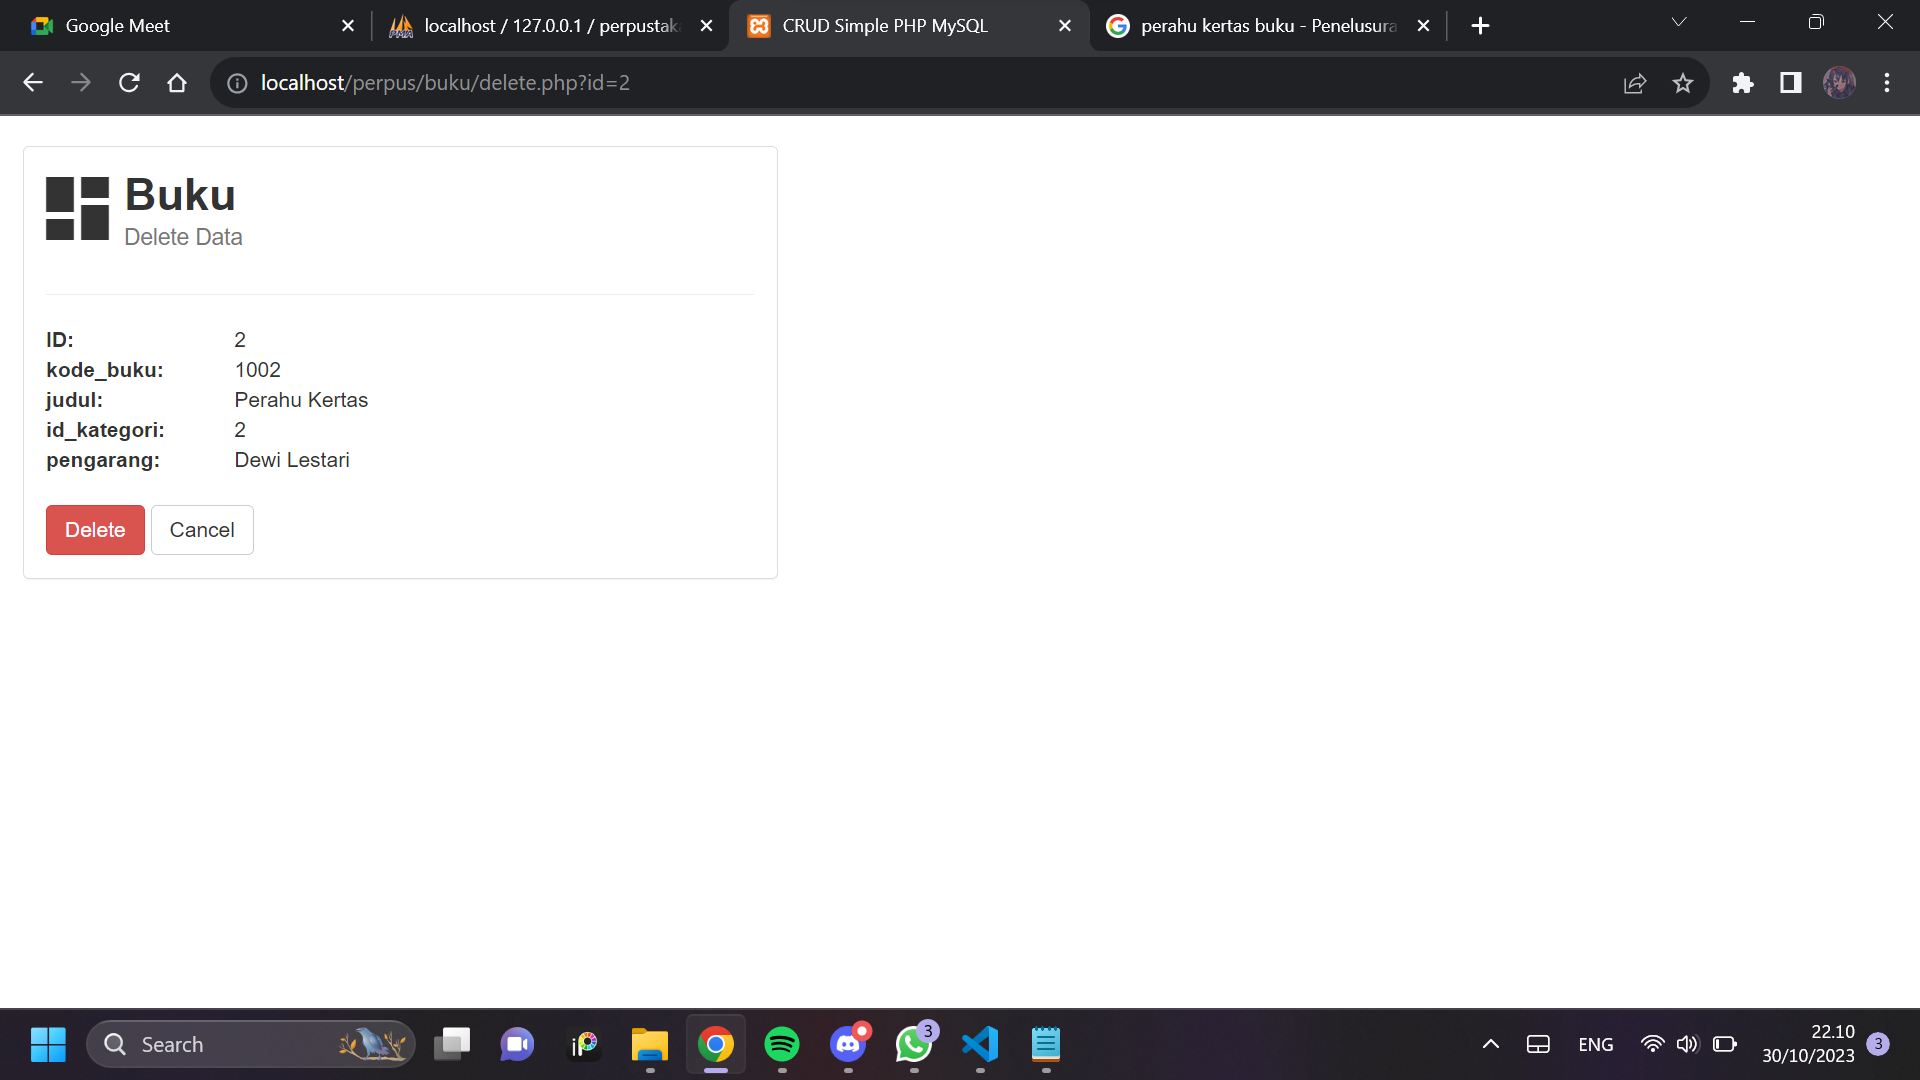 Google Meet
localhost / 127.0.0.1 / perpustak
CRUD Simple PHP MySQL
perahu kertas buku - Penelusura
localhost/perpus/buku/delete.php?id=2
Buku
Delete Data
ID: 2
kode_buku: 1002
judul: Perahu Kertas
id_kategori: 2
pengarang: Dewi Lestari
Delete Cancel
Search
3
ENG
22.10
30/10/2023
3